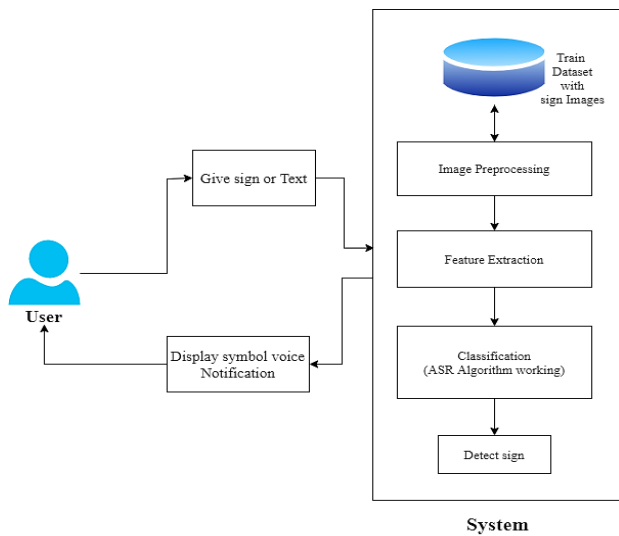 Train
Dataset
with
sign Images
Image Preprocessing
Give sign or Text
Feature Extraction
User
Display symbol voice
Notification
Classification
(ASR Algorithm working)
Detect sign
System